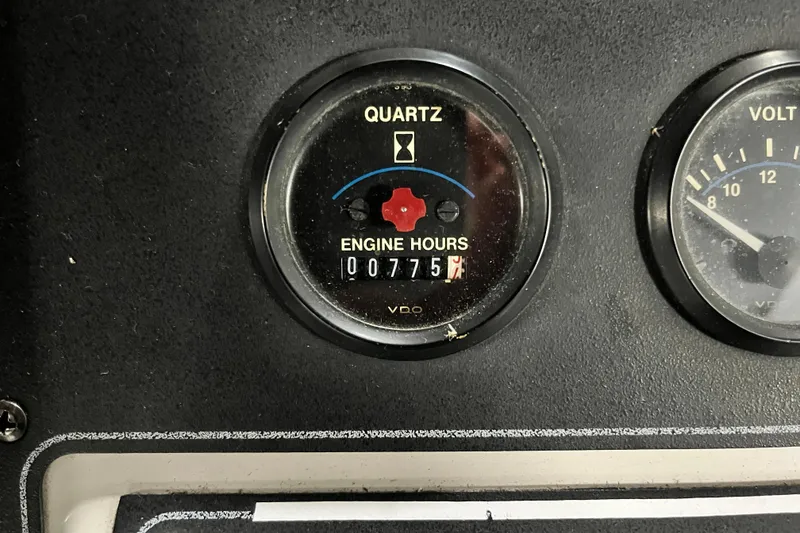 QUARTZ
ENGINE HOURS
00775
VDO
VOLT
8 10 12